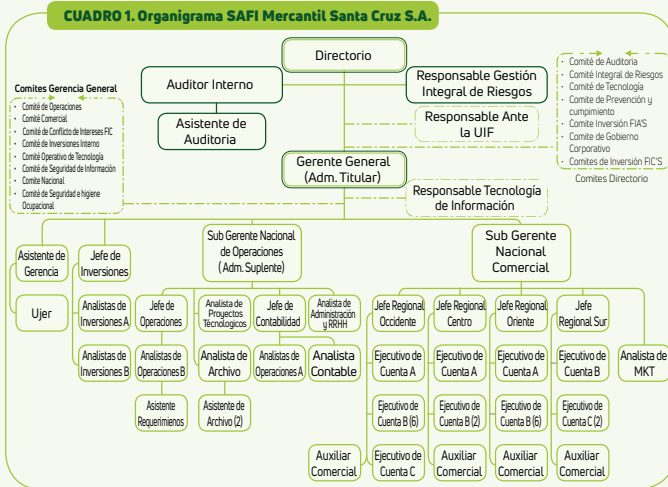 CUADRO 1. Organigrama SAFI Mercantil Santa Cruz S.A.
Directorio
Auditor Interno
Responsable Gestión
Integral de Riesgos
Asistente de
Auditoria
Responsable Ante
la UIF
Gerente General
(Adm. Titular)
Responsable Tecnología
de Información
Comites Gerencia General
· Comité de Operaciones
· Comité Comercial
· Comité de Conflicto de Intereses FIC
· Comité de Inversiones Interno
· Comité Operativo de Tecnología
· Comité de Seguridad de Información
· Comite Nacional
· Comité de Seguridad e higiene
Ocupacional
· Comité de Auditoria
· Comité Integral de Riesgos
· Comité de Tecnología
· Comité de Prevención y
cumpimiento
· Comite Inversión FIA'S
· Comite de Gobierno
Corporativo
· Comites de Inversión FIC'S
Comites Directorio
Asistente de
Gerencia
Ujer
Jefe de
Inversiones
Analistas de
Inversiones A
Analistas de
Inversiones B
Sub Gerente Nacional
de Operaciones
( Adm. Suplente)
Jefe de
Operaciones
Analistas de
Operaciones B
Asistente
Requerimienos
Analista de
Proyectos
Técnologicos
Analista de
Archivo
Asistente de
Archivo (2)
Jefe de
Contabilidad
Analistas de
Operaciones A
Analista
Contable
Analista de
Administración
y RRHH
Sub Gerente
Nacional
Comercial
Jefe Regional
Occidente
Ejecutivo de
Cuenta A
Ejecutivo de
Cuenta B (6)
Ejecutivo de
Cuenta C
Auxiliar
Comercial
Jefe Regional
Centro
Ejecutivo de
Cuenta A
Ejecutivo de
Cuenta B (2)
Auxiliar
Comercial
Jefe Regional
Oriente
Ejecutivo de
Cuenta A
Ejecutivo de
Cuenta B (6)
Auxiliar
Comercial
Jefe
Regional Sur
Ejecutivo de
Cuenta B
Ejecutivo de
Cuenta C (2)
Auxiliar
Comercial
Analista de
MKT